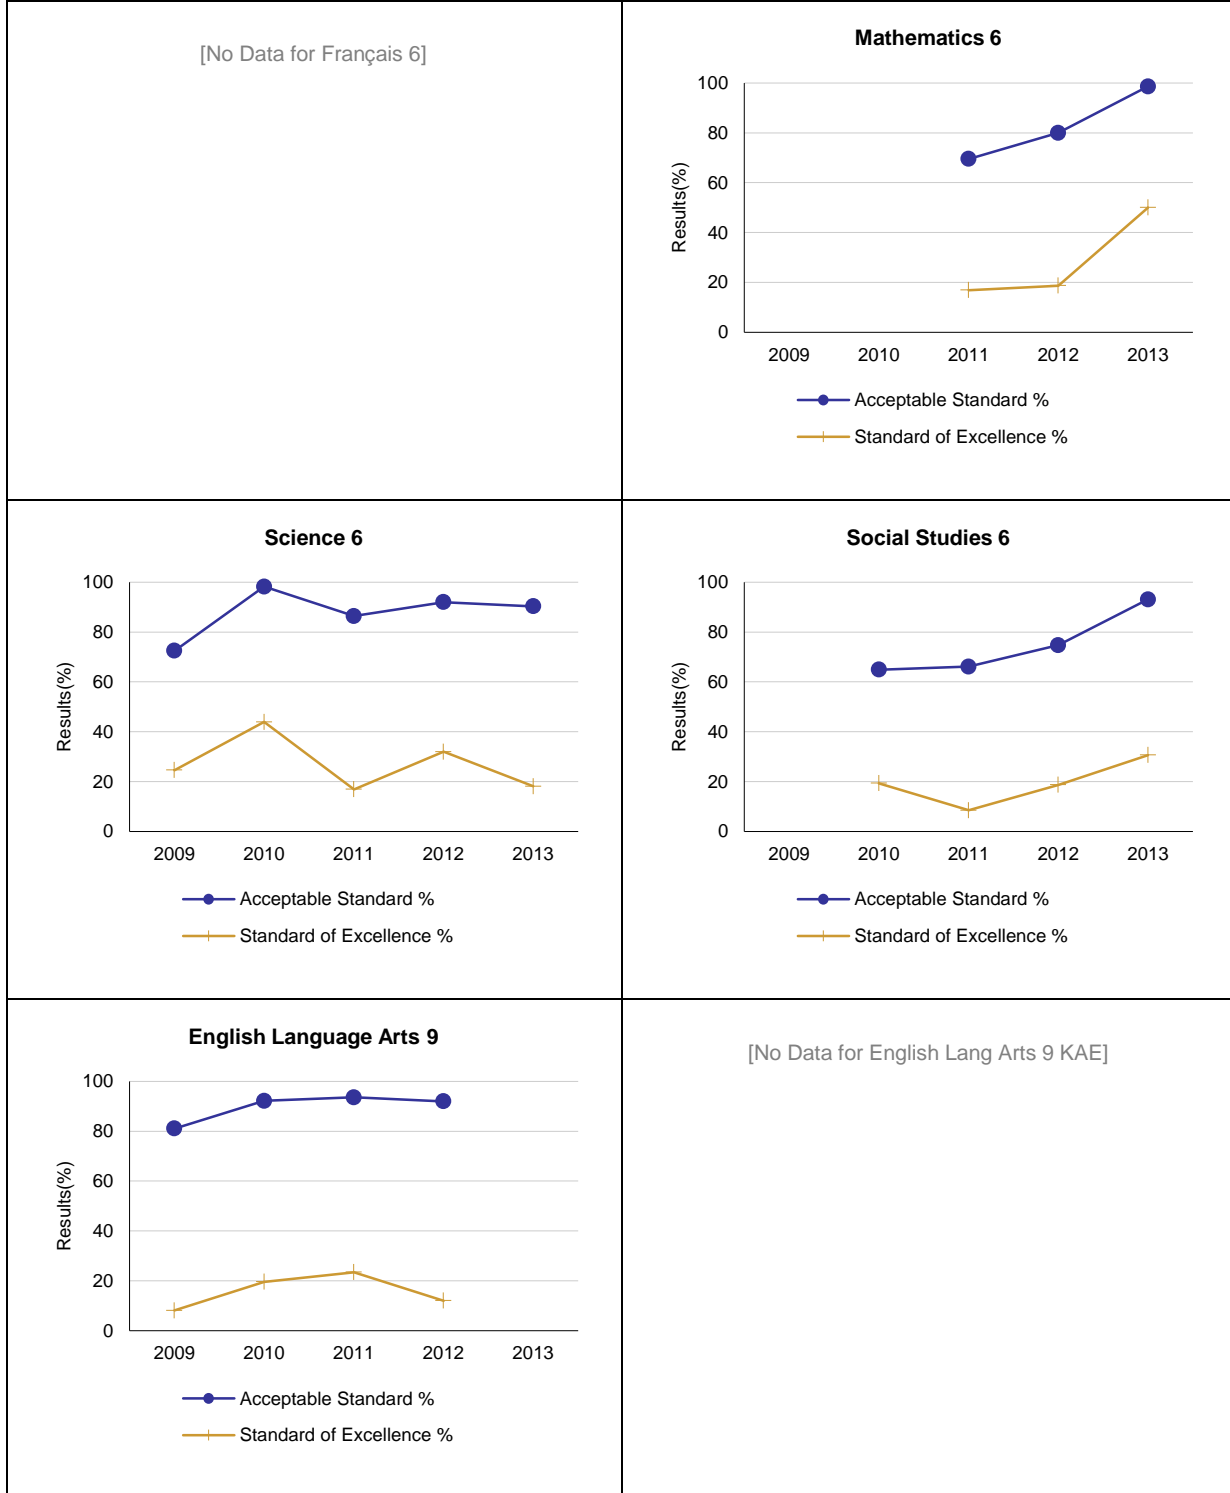 [No Data for Français 6]
Mathematics 6
100
80
60
40
20
0
Results(%)
2009 2010 2011 2012 2013
Acceptable Standard %
Standard of Excellence %
Science 6
100
80
60
40
20
0
Results(%)
2009 2010 2011 2012 2013
Acceptable Standard %
Standard of Excellence %
Social Studies 6
100
80
60
40
20
0
Results(%)
2009 2010 2011 2012 2013
Acceptable Standard %
Standard of Excellence %
English Language Arts 9
100
80
60
40
20
0
Results(%)
2009 2010 2011 2012 2013
Acceptable Standard %
Standard of Excellence %
[No Data for English Lang Arts 9 KAE]